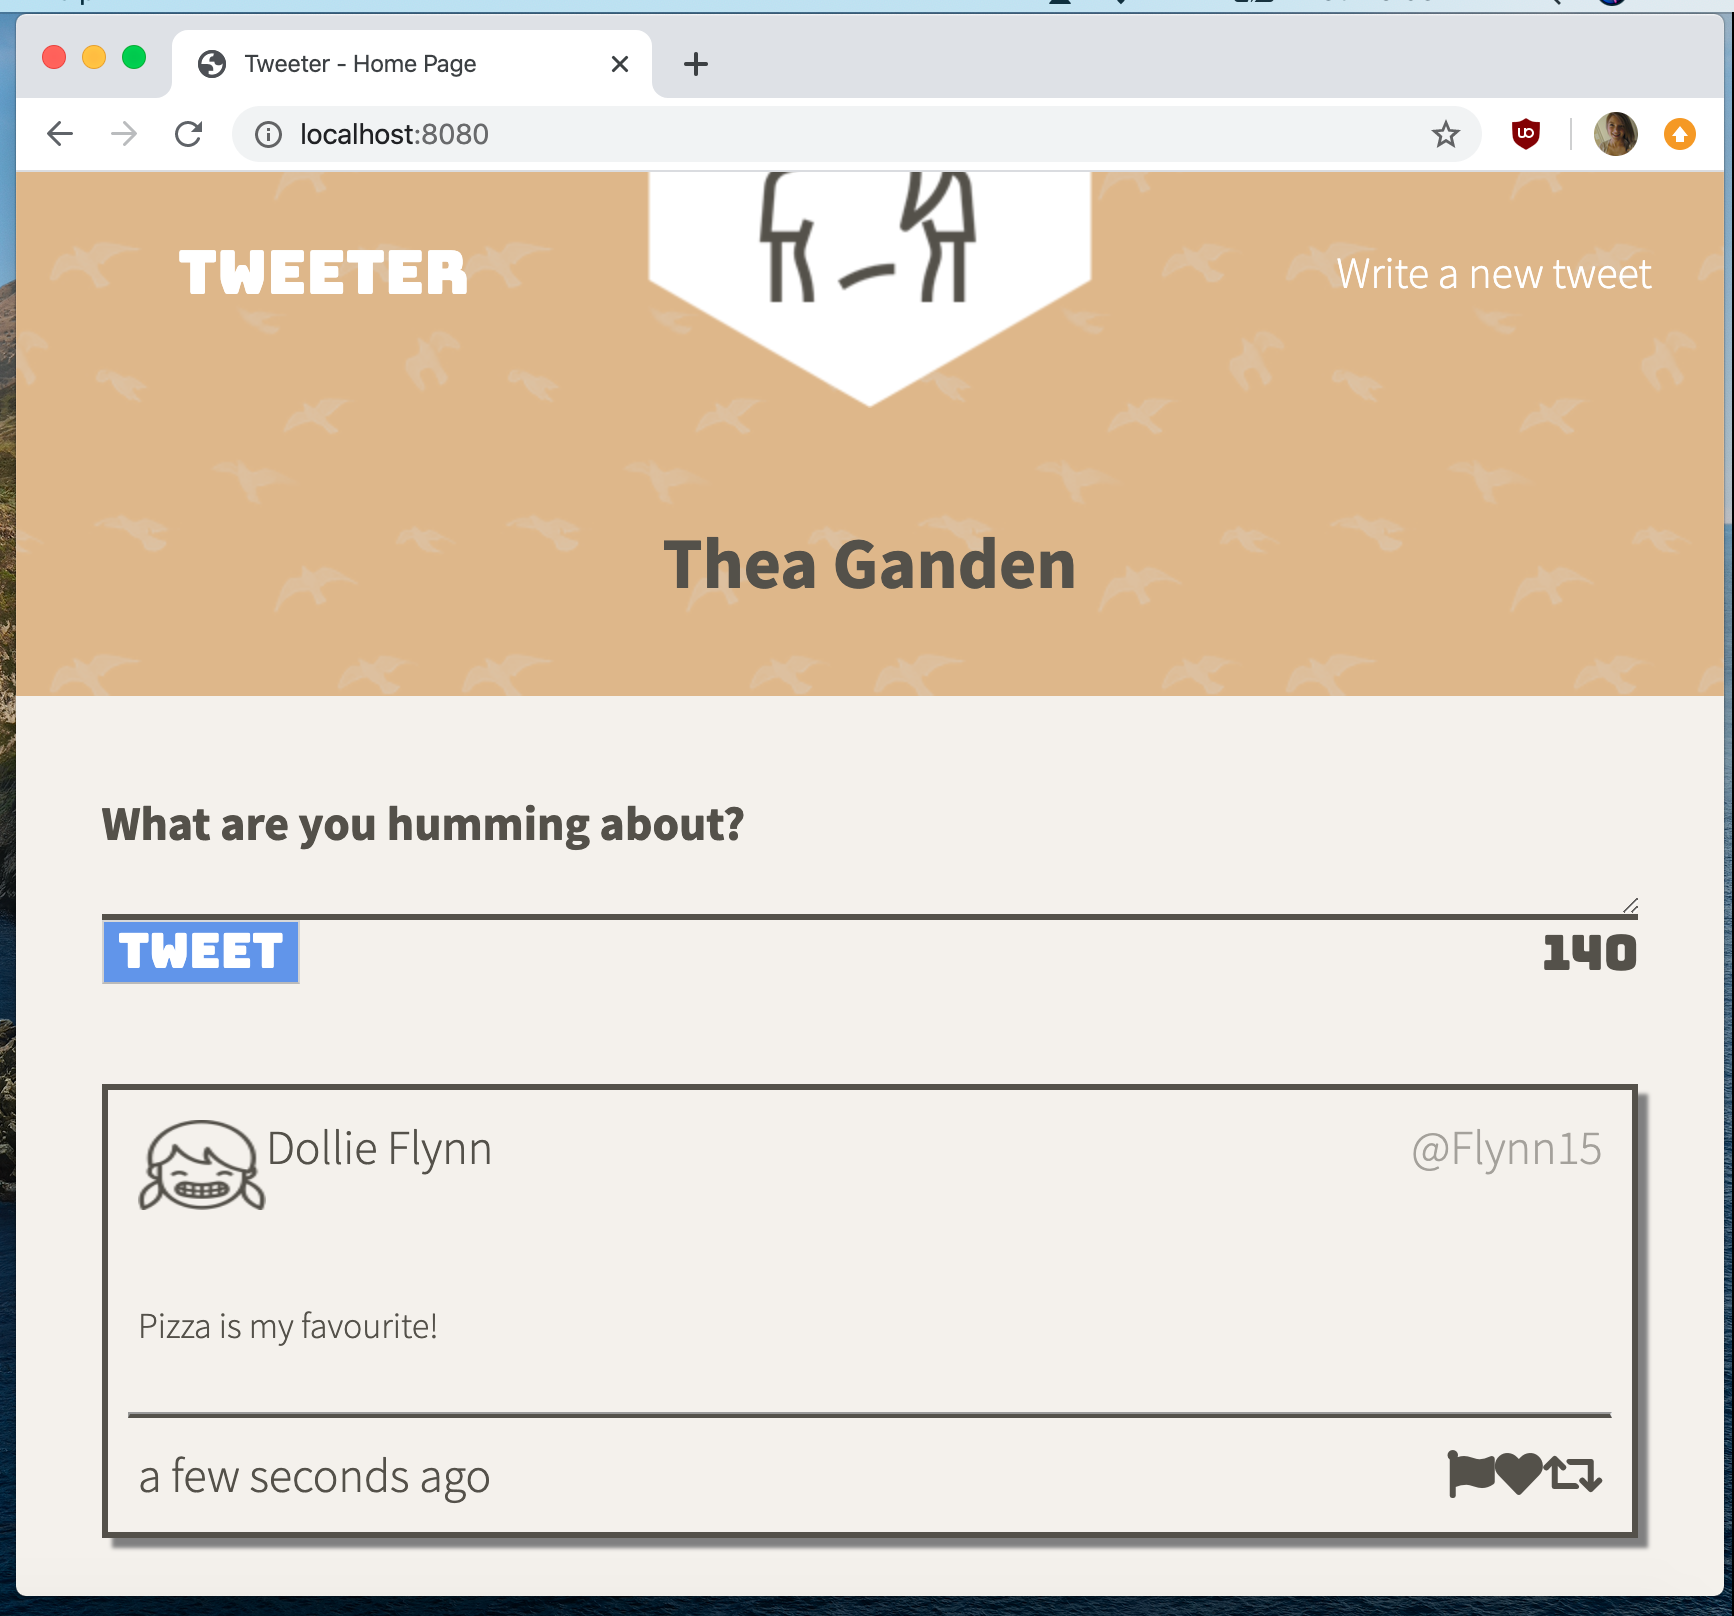 Tweeter - Home Page
localhost:8080
TWEETER
Write a new tweet
Thea Ganden
What are you humming about?
TWEET
140
Dollie Flynn
@Flynn15
Pizza is my favourite!
a few seconds ago